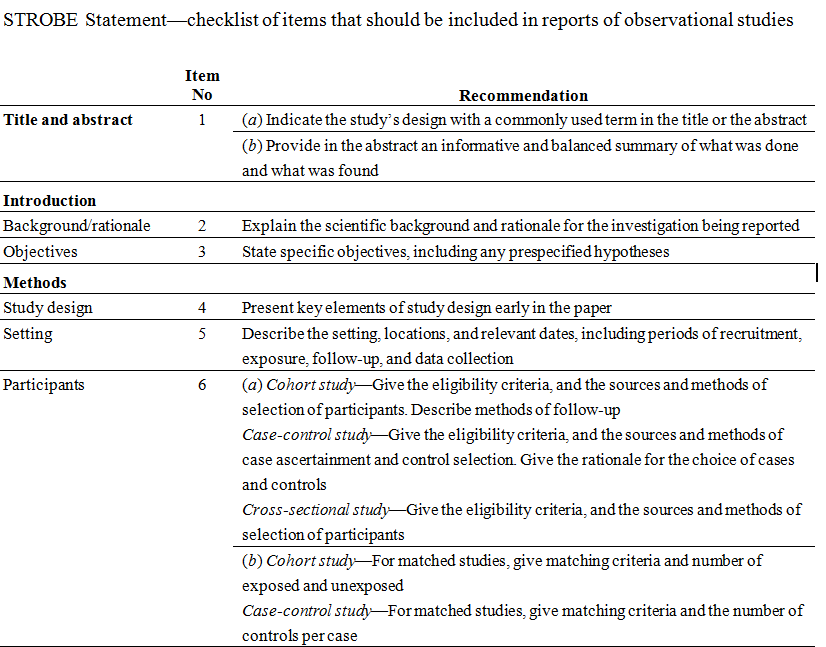 STROBE Statement—checklist of items that should be included in reports of observational studies
Item
No
Recommendation
Title and abstract 1 (a) Indicate the study's design with a commonly used term in the title or the abstract
(b) Provide in the abstract an informative and balanced summary of what was done
and what was found
Introduction
Background/rationale 2 Explain the scientific background and rationale for the investigation being reported
Objectives 3 State specific objectives, including any prespecified hypotheses
Methods
Study design 4 Present key elements of study design early in the paper
Setting 5 Describe the setting, locations, and relevant dates, including periods of recruitment,
exposure, follow-up, and data collection
Participants 6 (a) Cohort study—Give the eligibility criteria, and the sources and methods of
selection of participants. Describe methods of follow-up
Case-control study—Give the eligibility criteria, and the sources and methods of
case ascertainment and control selection. Give the rationale for the choice of cases
and controls
Cross-sectional study—Give the eligibility criteria, and the sources and methods of
selection of participants
(b) Cohort study—For matched studies, give matching criteria and number of
exposed and unexposed
Case-control study—For matched studies, give matching criteria and the number of
controls per case